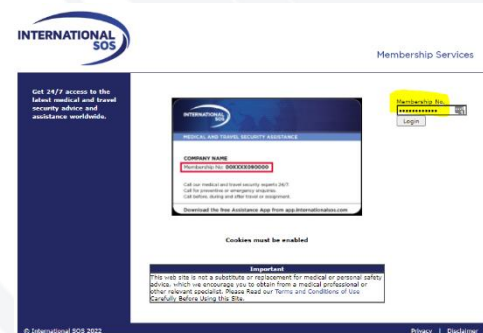 INTERNATIONAL
SOS
Membership Services
Get 24/7 access to the
latest medical and travel
security advice and
assistance worldwide.
INTERNATIONAL
SOS
MEDICAL AND TRAVEL SECURITY ASSISTANCE
COMPANY NAME
Membership No:
Call our medical and travel security experts 24/7.
Call for preventive or emergency enquiries.
Call before, during and after travel or assignment.
Download the free Assistance App from app.internationalsos.com
Membership No.
Login
Cookies must be enabled
Important
This web site is not a substitute or replacement for medical or personal safety
advice, which we encourage you to obtain from a medical professional or
other relevant specialist. Please Read our Terms and Conditions of Use
Carefully Before Using this Site.
© International SOS 2022
Privacy | Disclaimer